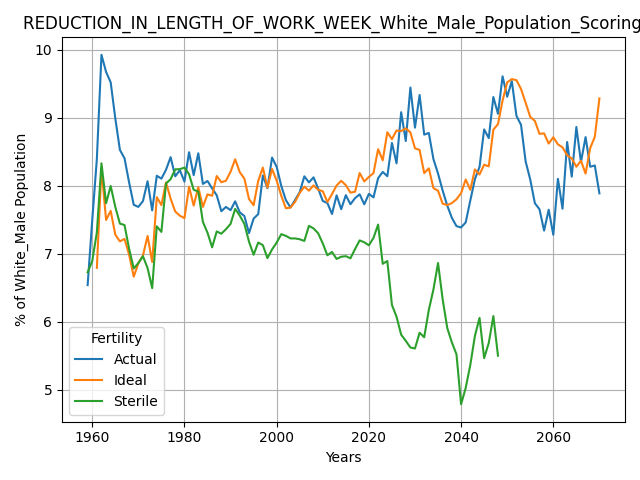 REDUCTION_IN_LENGTH_OF_WORK_WEEK_White_Male_Population_Scoring
% of White_Male Population
10
9
8
7
6
5
Fertility
Actual
Ideal
Sterile
1960
1980
2000
2020
2040
2060
Years